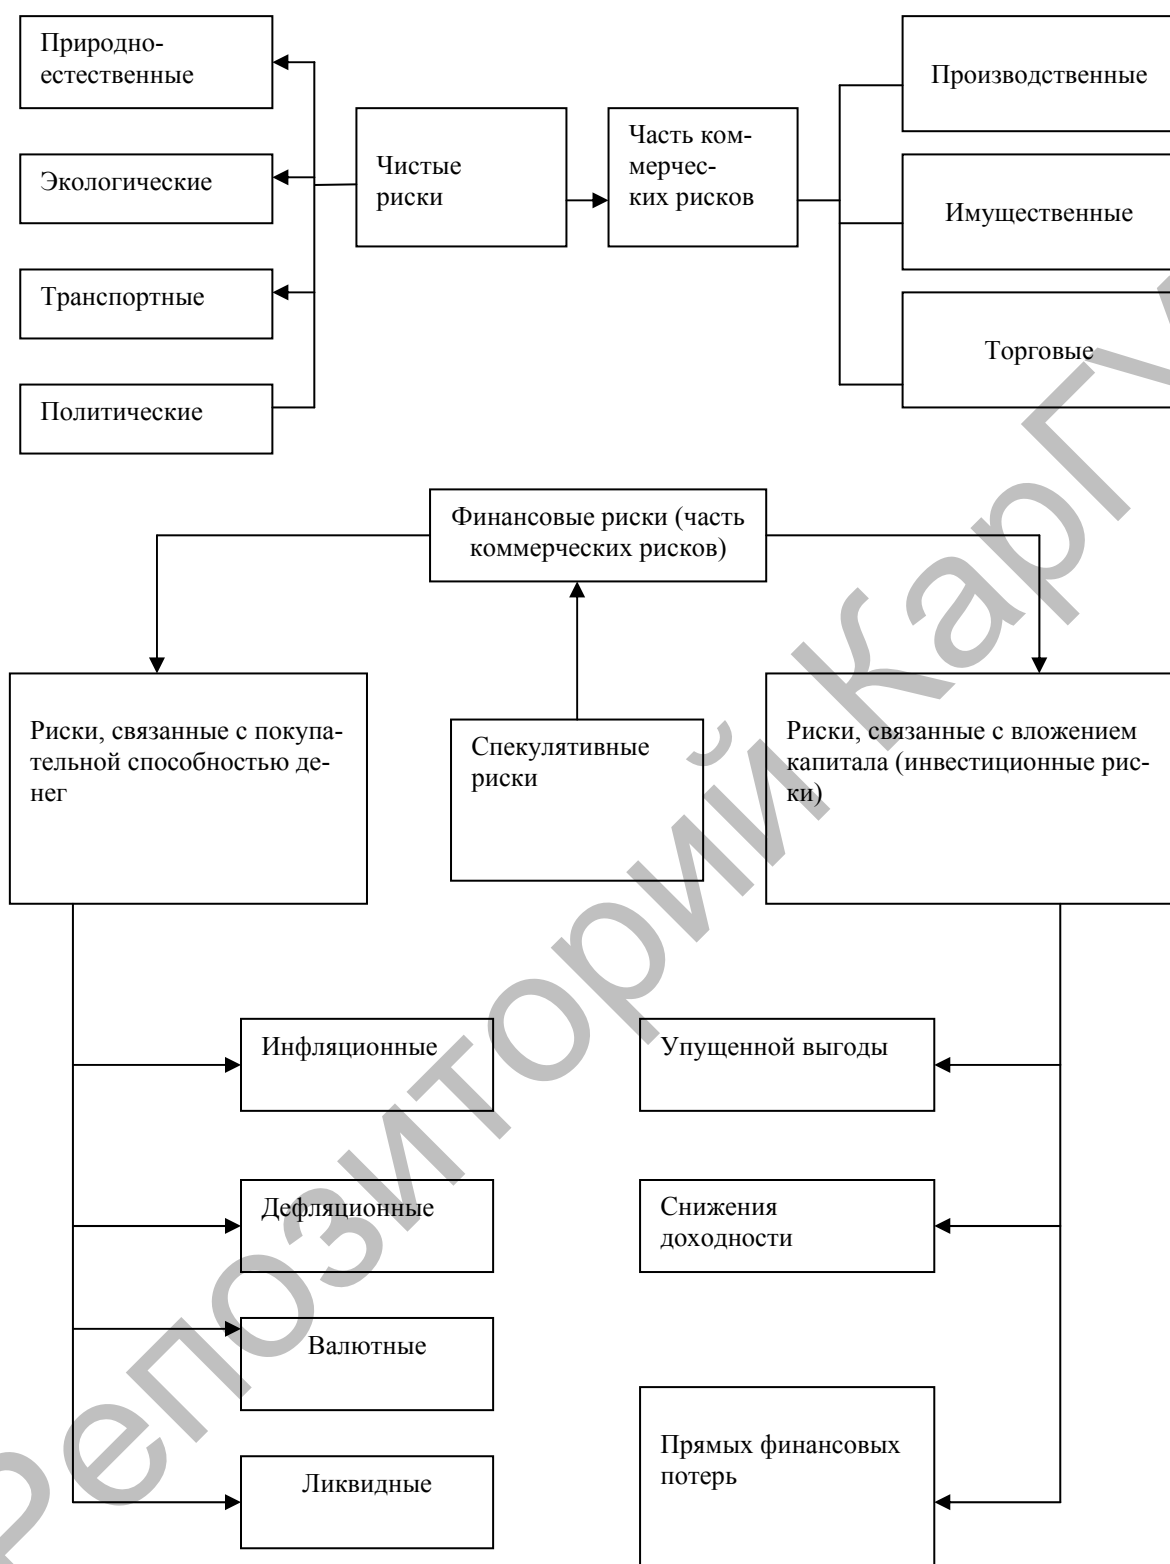 Природно-
естественные
Экологические
Транспортные
Политические
Чистые
риски
Часть ком-
мерчес-
ких рисков
Производственные
Имущественные
Торговые
Финансовые риски (часть
коммерческих рисков)
Риски, связанные с покупа-
тельной способностью де-
нег
Спекулятивные
риски
Риски, связанные с вложением
капитала (инвестиционные рис-
ки)
Инфляционные
Дефляционные
Валютные
Ликвидные
Упущенной выгоды
Снижения
доходности
Прямых финансовых
потерь
Репозиторий КарГУ